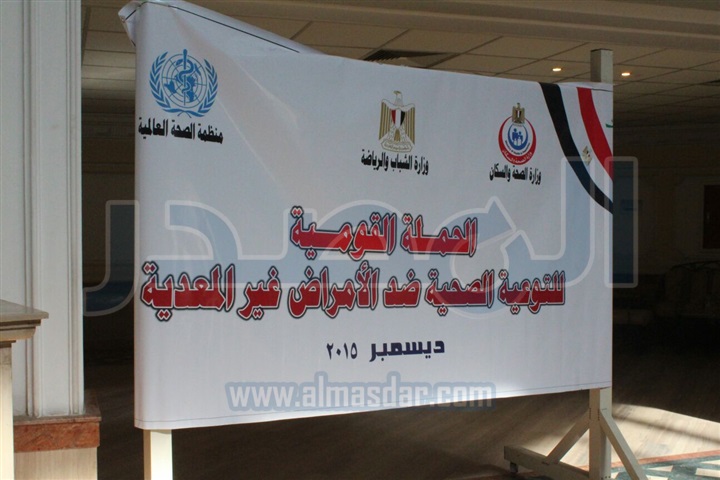 منظمة الصحة العالمية
وزارة الشباب والرياضة
وزارة الصحة والسكان
المصدر
الحملة القومية
للتوعية الصحية ضد الأمراض غير المعدية
ديسمبر ٢٠١٥
www.almasdar.com